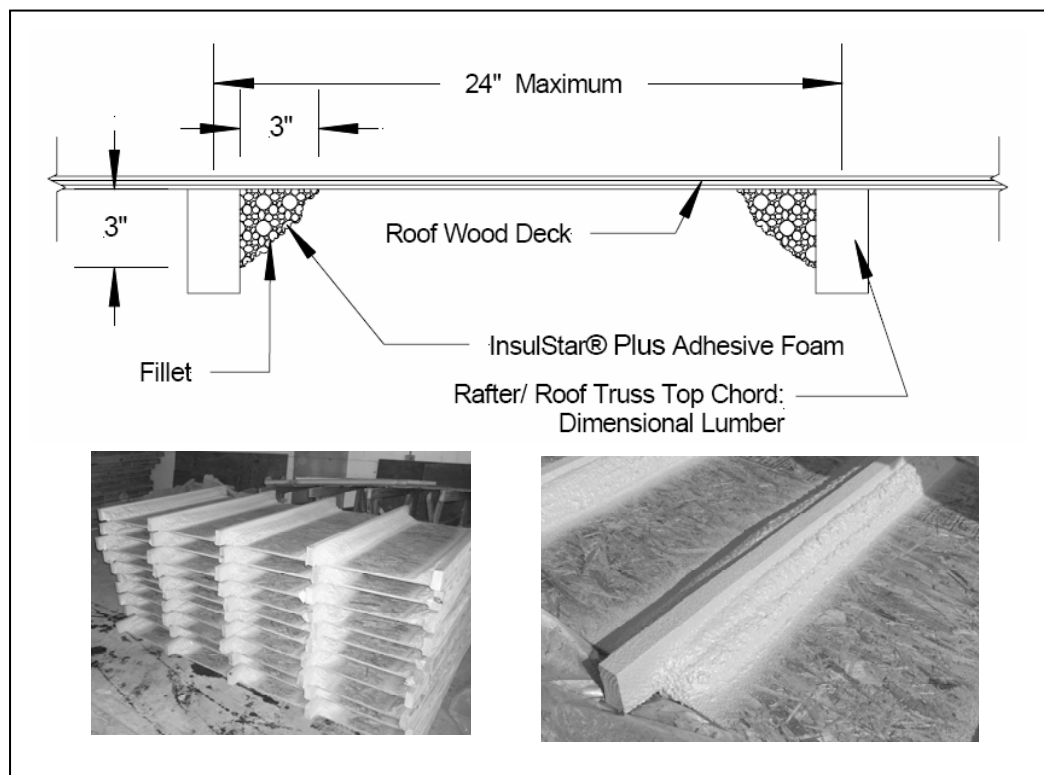 24" Maximum
3"
3"
Roof Wood Deck
InsulStar® Plus Adhesive Foam
Fillet
Rafter/ Roof Truss Top Chord:
Dimensional Lumber